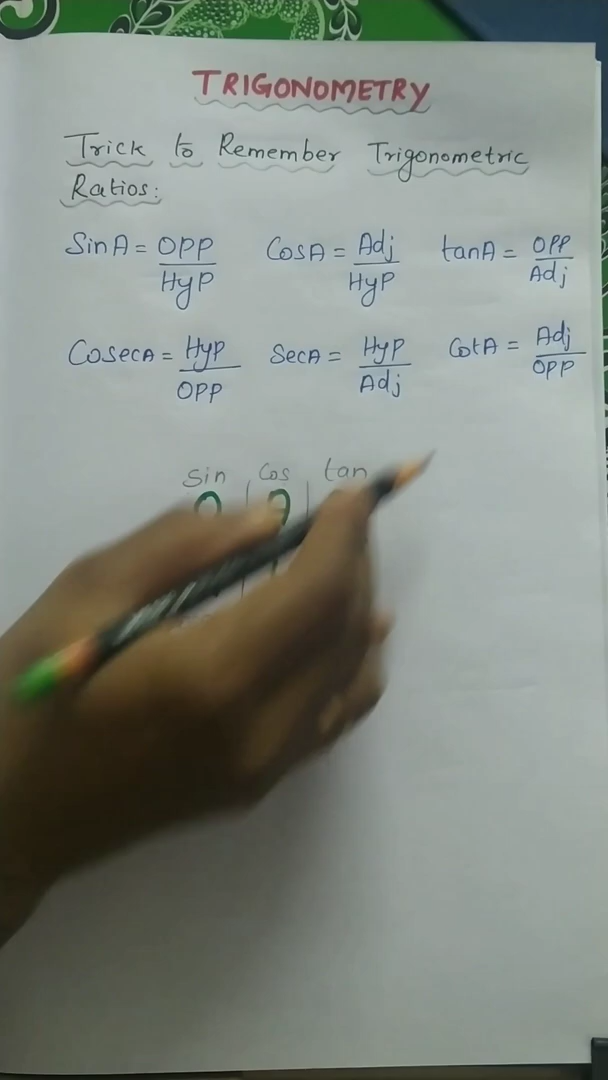 TRIGONOMETRY
Trick to Remember Trigonometric
Ratios:
SinA = OPP/HyP CosA = Adj/HyP tanA = OPP/Adj
CosecA = Hyp/OPP SecA = Hyp/Adj CotA = Adj/OPP
Sin Cos tan